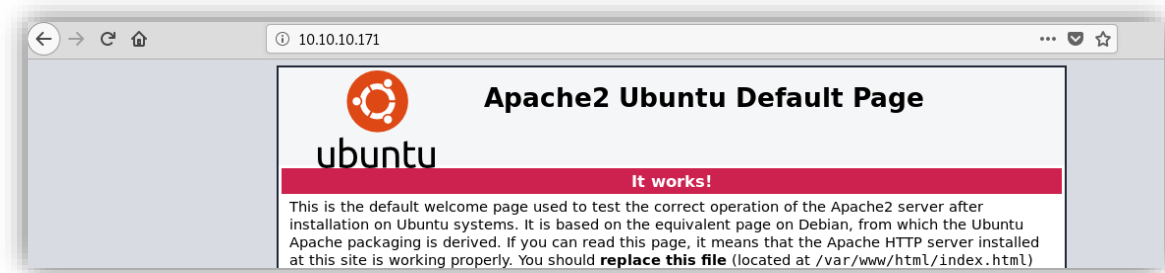 10.10.10.171
Apache2 Ubuntu Default Page
ubuntu
It works!
This is the default welcome page used to test the correct operation of the Apache2 server after
installation on Ubuntu systems. It is based on the equivalent page on Debian, from which the Ubuntu
Apache packaging is derived. If you can read this page, it means that the Apache HTTP server installed
at this site is working properly. You should replace this file (located at /var/www/html/index.html)